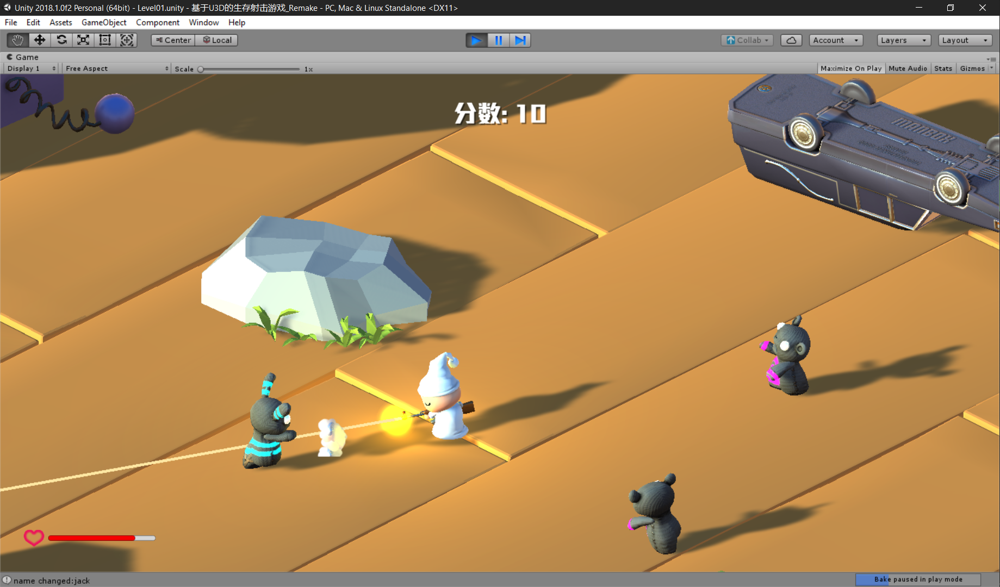 Unity 2018.1.0f2 Personal (64bit) - Level01.unity - 基于U3D的生存射击游戏_Remake - PC, Mac & Linux Standalone <DX11>
File Edit Assets GameObject Component Window Help
Center Local Collab Account Layers Layout
Game
Display 1 Free Aspect Scale 1x Maximize On Play Mute Audio Stats Gizmos
分数: 10
MANBOX
name changed:jack
Bake paused in play mode